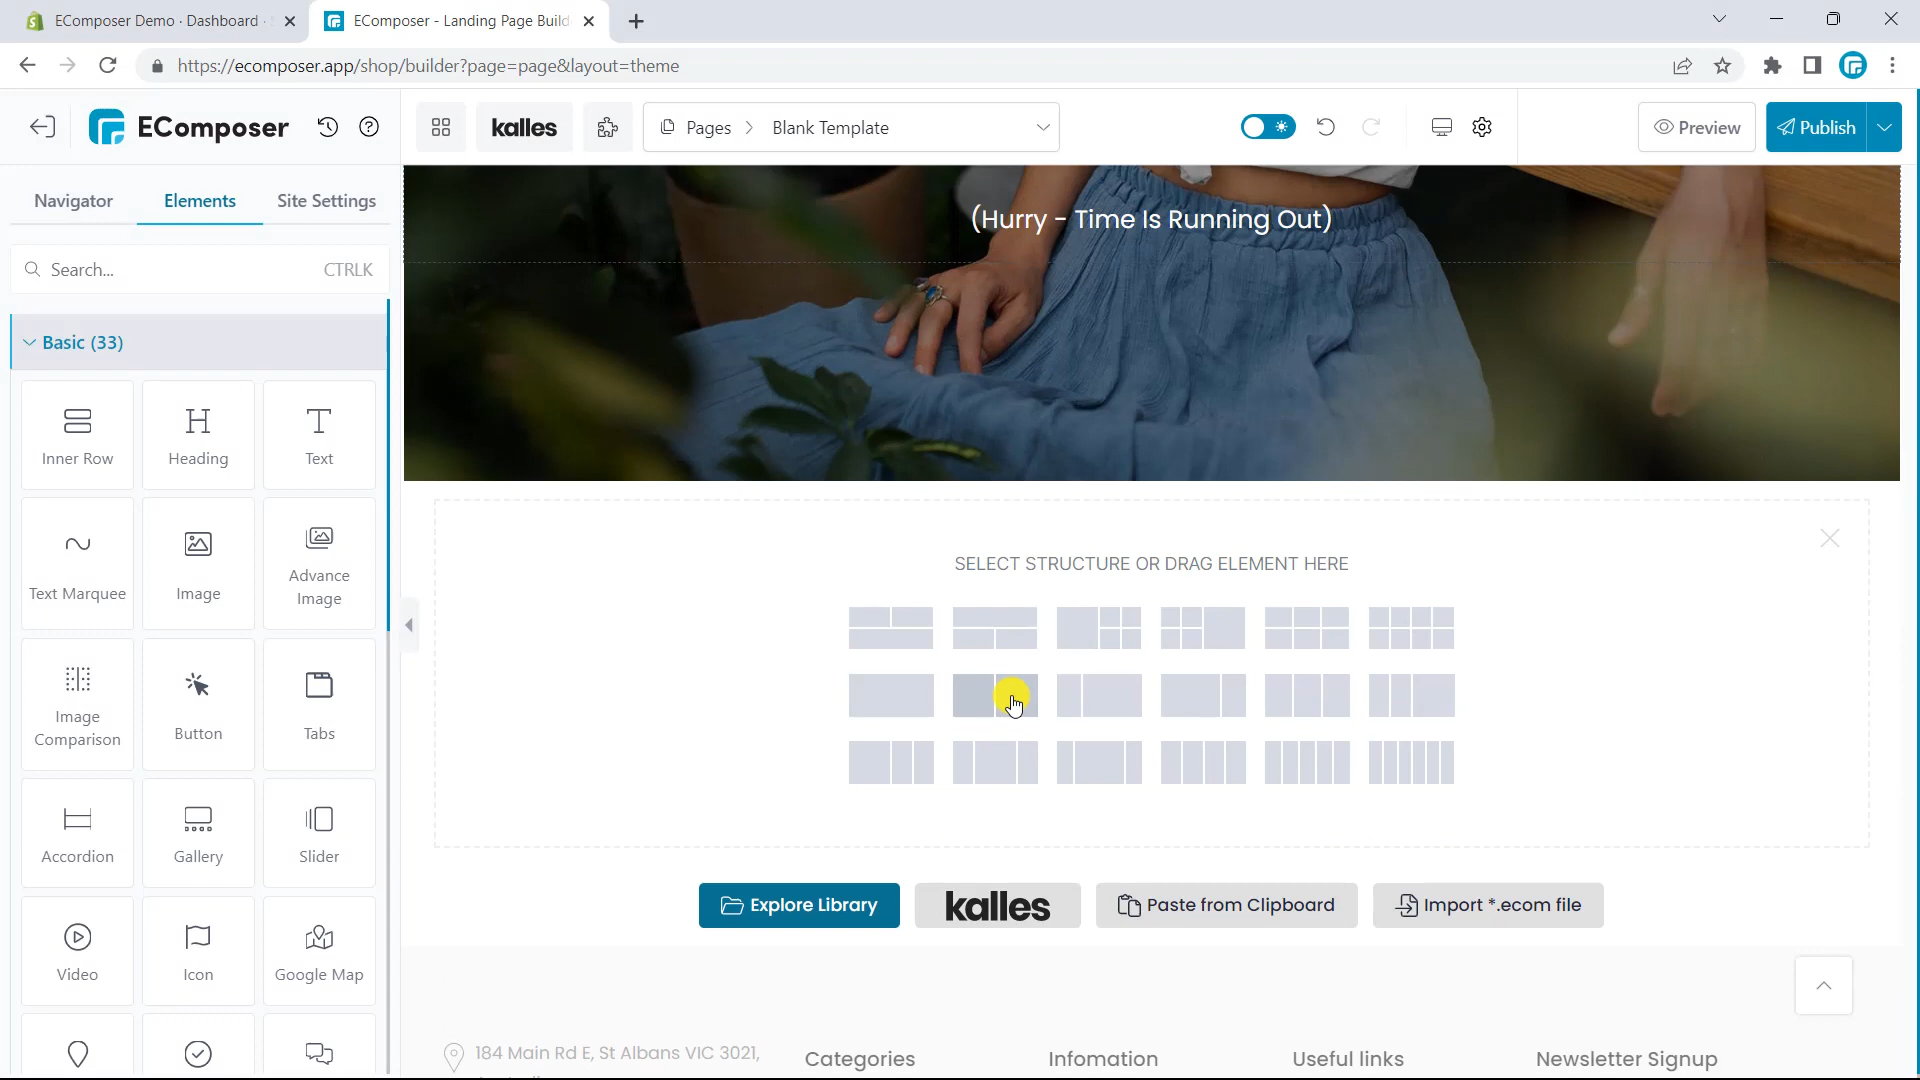 EComposer Demo · Dashboard ·
EComposer - Landing Page Build
https://ecomposer.app/shop/builder?page=page&layout=theme
EComposer
kalles
Pages > Blank Template
Preview
Publish
Navigator
Elements
Site Settings
Search...
CTRLK
Basic (33)
Inner Row
Heading
Text
Text Marquee
Image
Advance
Image
Image
Comparison
Button
Tabs
Accordion
Gallery
Slider
Video
Icon
Google Map
(Hurry - Time Is Running Out)
SELECT STRUCTURE OR DRAG ELEMENT HERE
Explore Library
kalles
Paste from Clipboard
Import *.ecom file
184 Main Rd E, St Albans VIC 3021,
Categories
Infomation
Useful links
Newsletter Signup